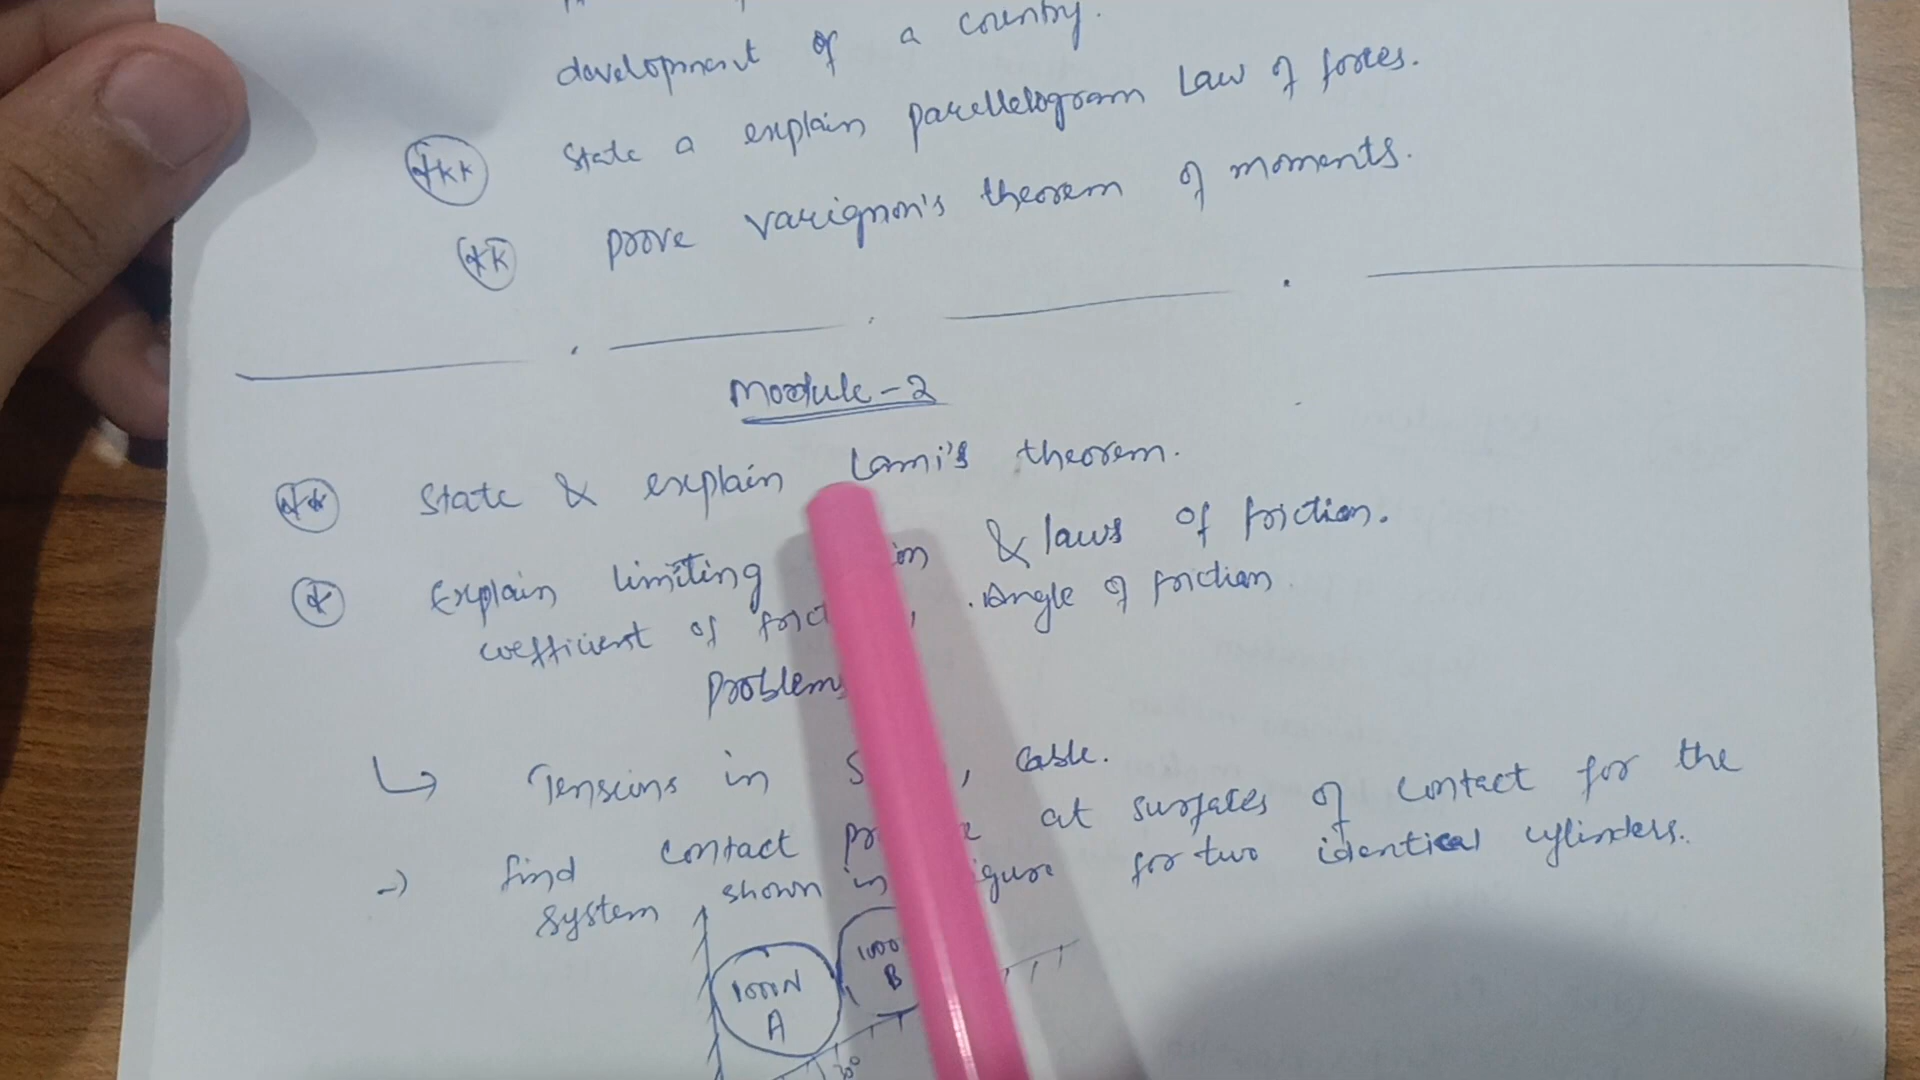 development of a country.
State a explain parellelogram Law of forces.
prove varignon's theorem of moments.
Module-2
State & explain Lami's theorem.
Explain limiting & laws of friction.
coefficient of Angle of friction
problems
Tensions in , cable.
find contact at surfaces of contact for the
system shown in for two identical cylinders.
1000N 1000
A B
30°